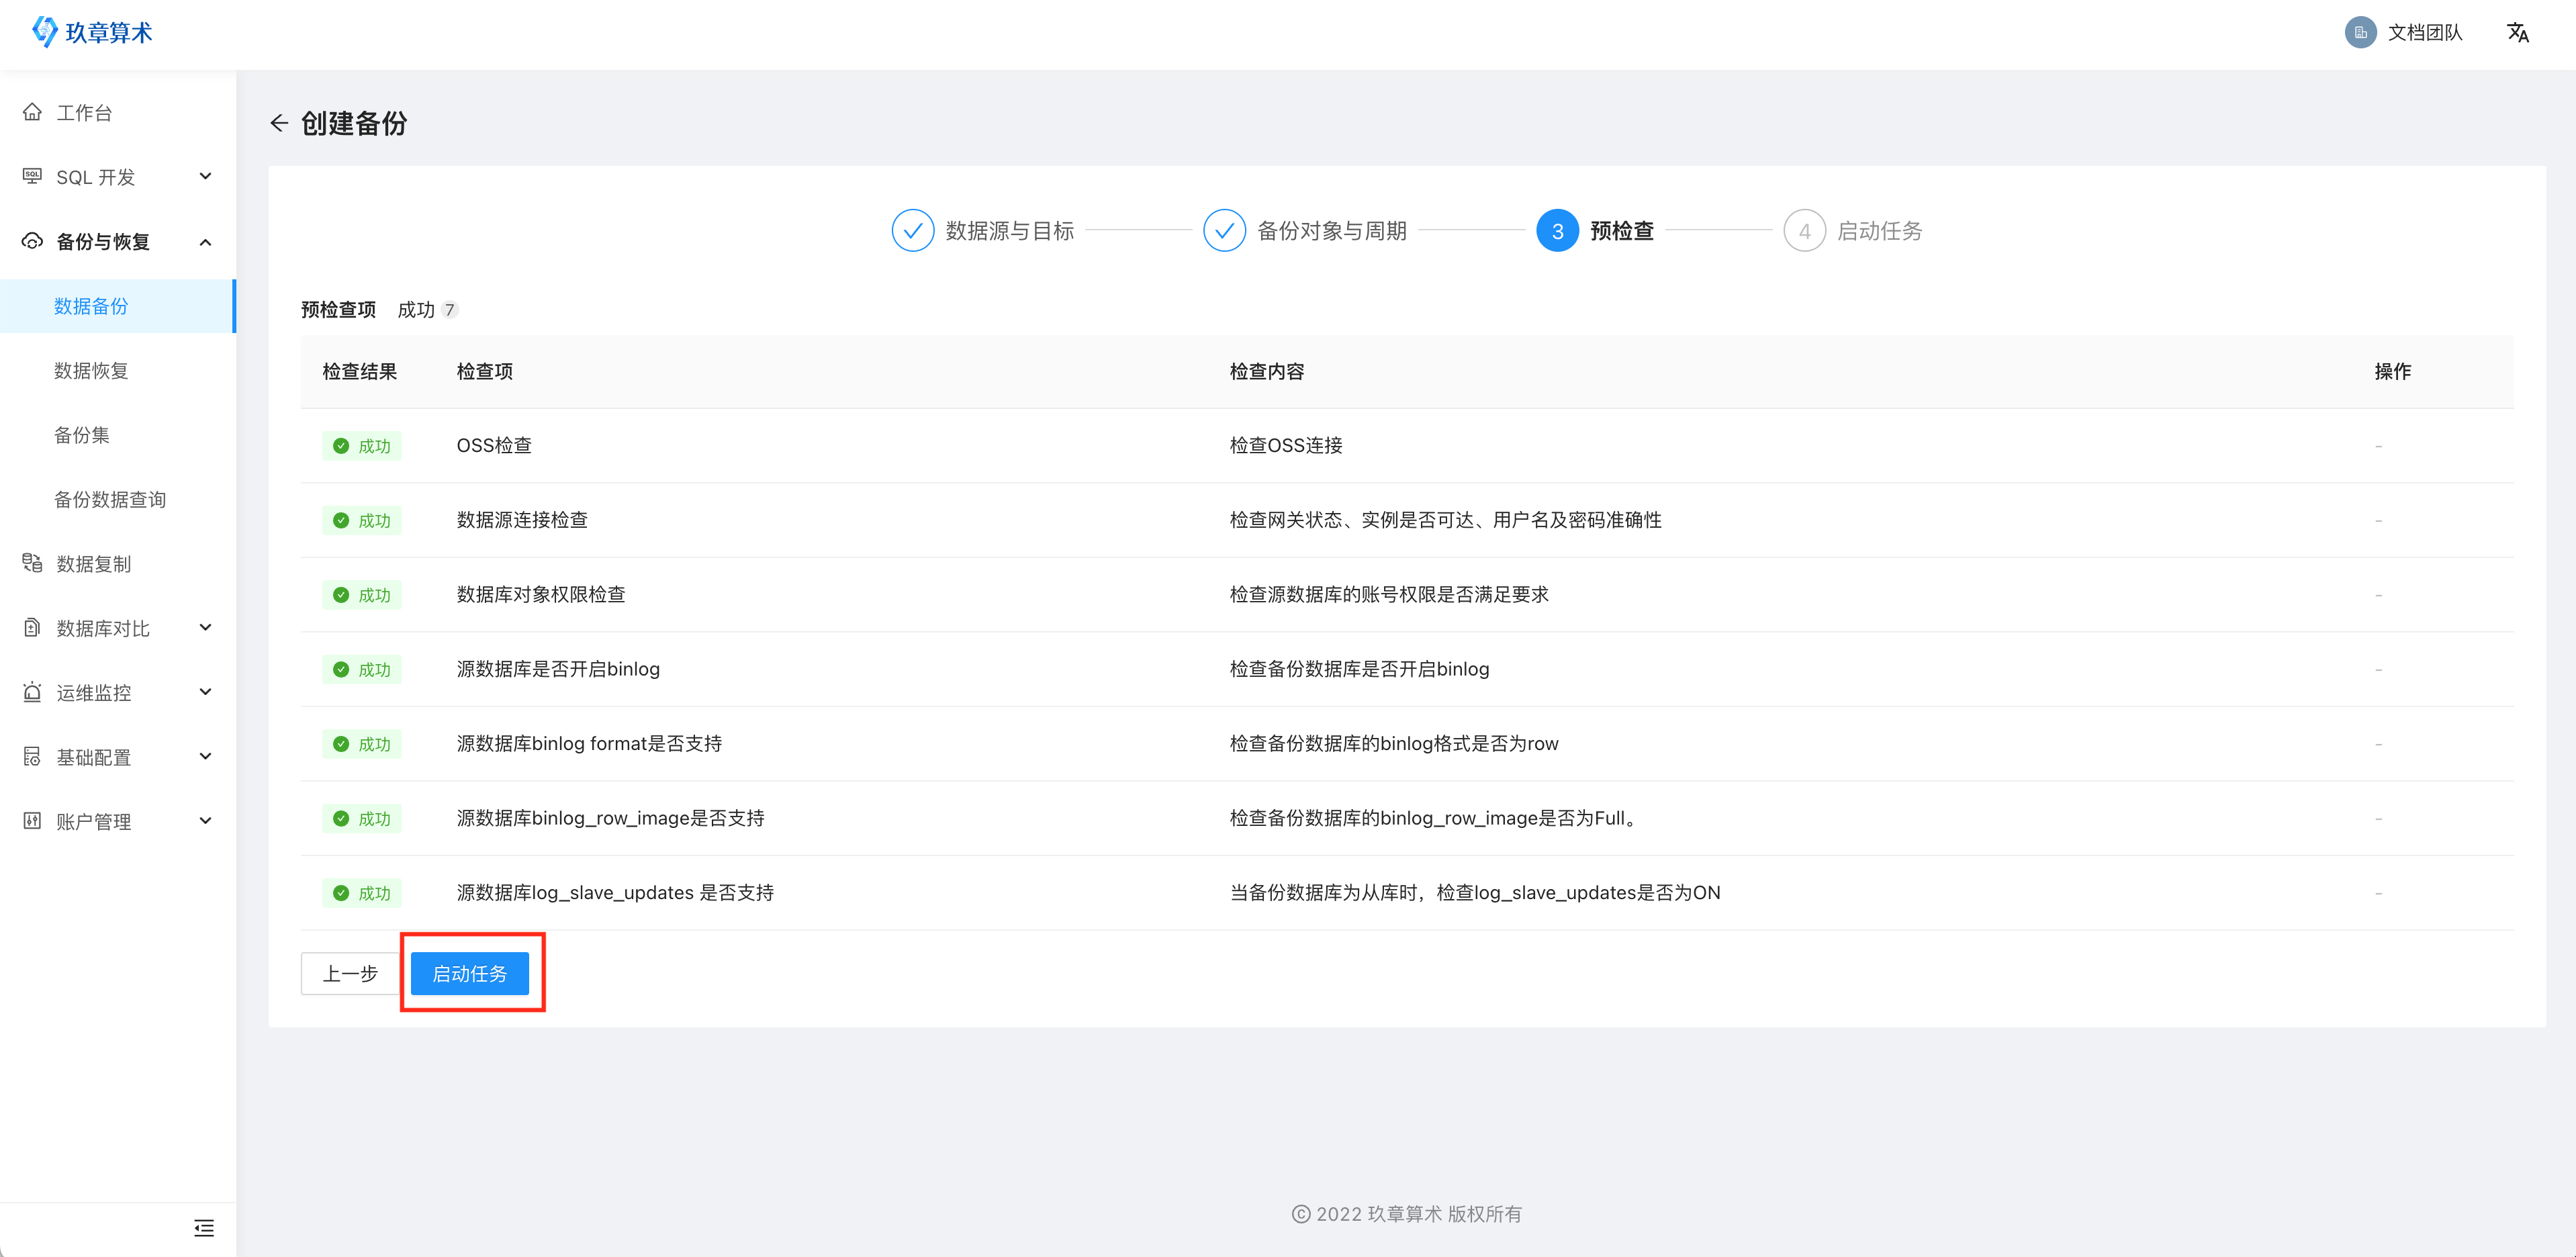 玖章算术
文档团队
工作台
SQL 开发
备份与恢复
数据备份
数据恢复
备份集
备份数据查询
数据复制
数据库对比
运维监控
基础配置
账户管理
创建备份
数据源与目标
备份对象与周期
3 预检查
4 启动任务
预检查项 成功 7
检查结果 检查项 检查内容 操作
成功 OSS检查 检查OSS连接 -
成功 数据源连接检查 检查网关状态、实例是否可达、用户名及密码准确性 -
成功 数据库对象权限检查 检查源数据库的账号权限是否满足要求 -
成功 源数据库是否开启binlog 检查备份数据库是否开启binlog -
成功 源数据库binlog format是否支持 检查备份数据库的binlog格式是否为row -
成功 源数据库binlog_row_image是否支持 检查备份数据库的binlog_row_image是否为Full。 -
成功 源数据库log_slave_updates 是否支持 当备份数据库为从库时，检查log_slave_updates是否为ON -
上一步 启动任务
© 2022 玖章算术 版权所有